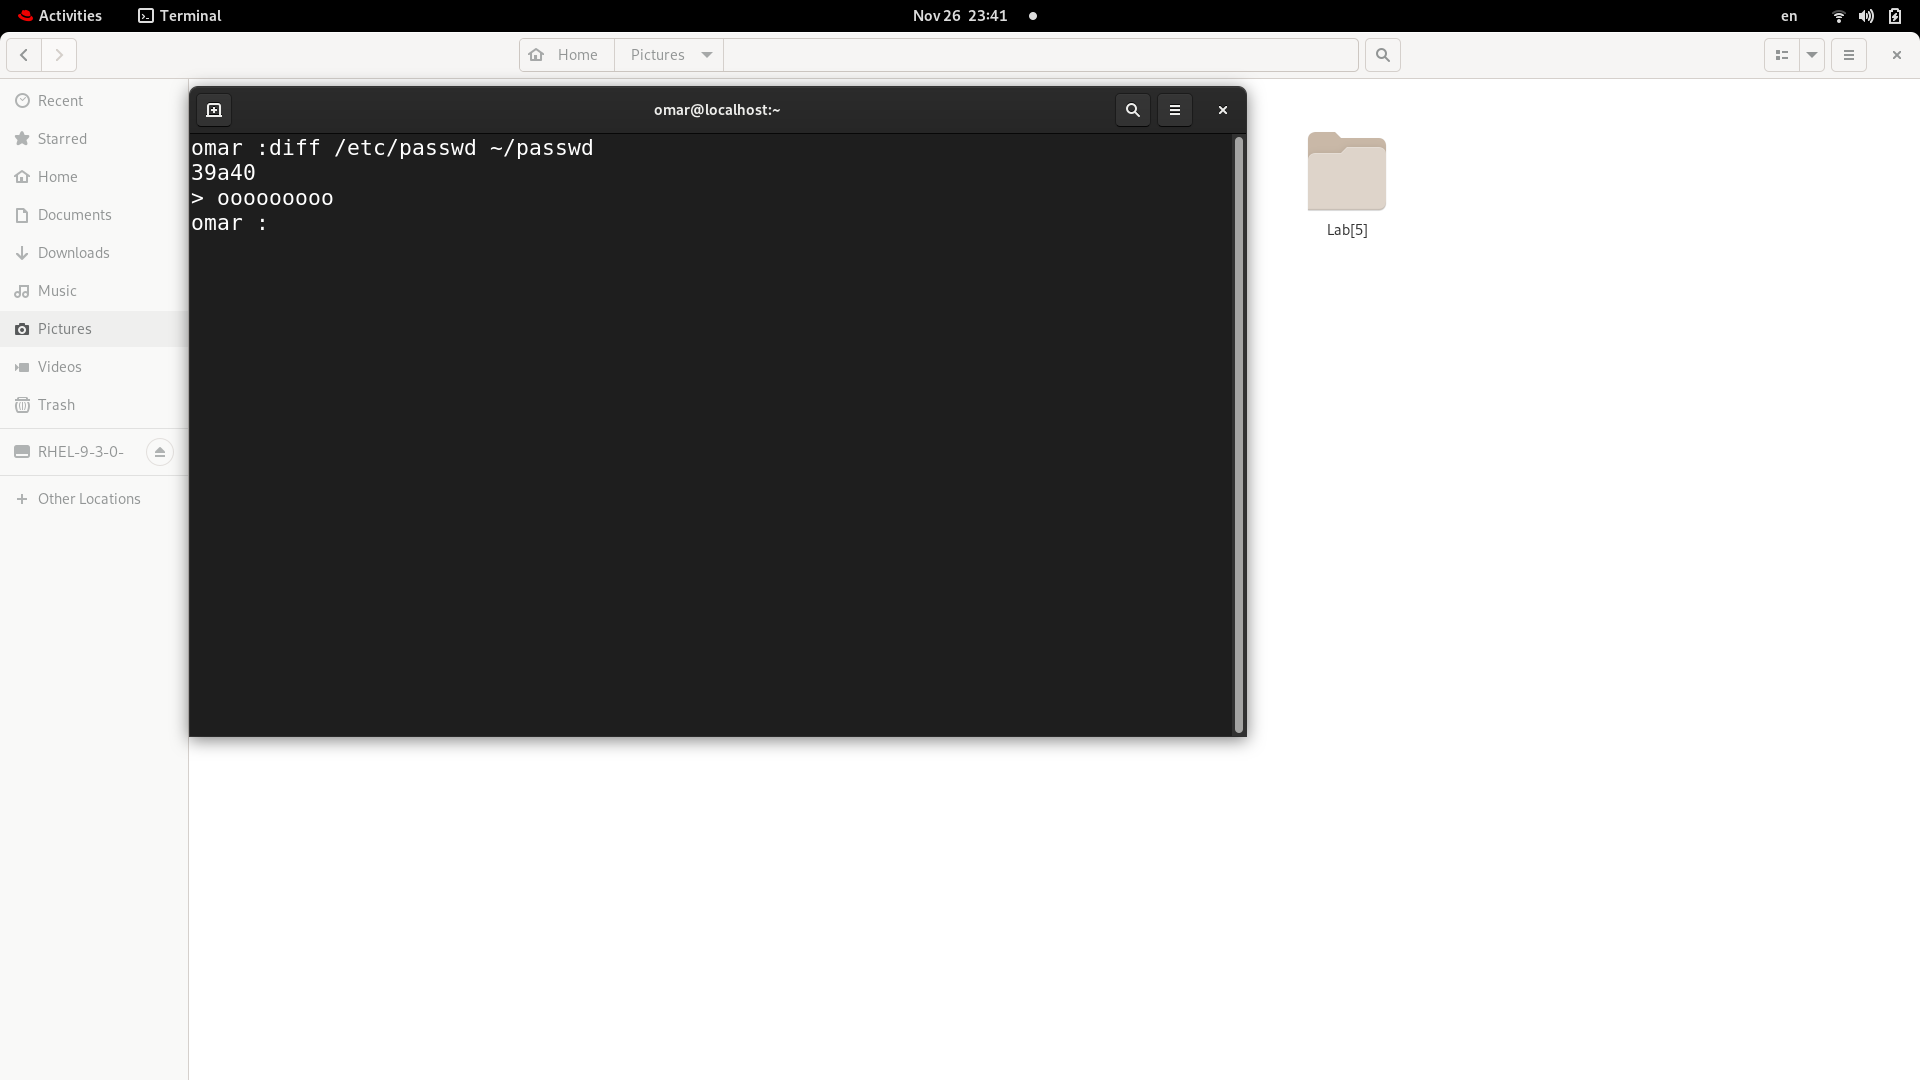 Activities
Terminal
Nov 26 23:41
en
Home
Pictures
Recent
Starred
Home
Documents
Downloads
Music
Pictures
Videos
Trash
RHEL-9-3-0-
Other Locations
omar@localhost:~
omar :diff /etc/passwd ~/passwd
39a40
> ooooooooo
omar :
Lab[5]